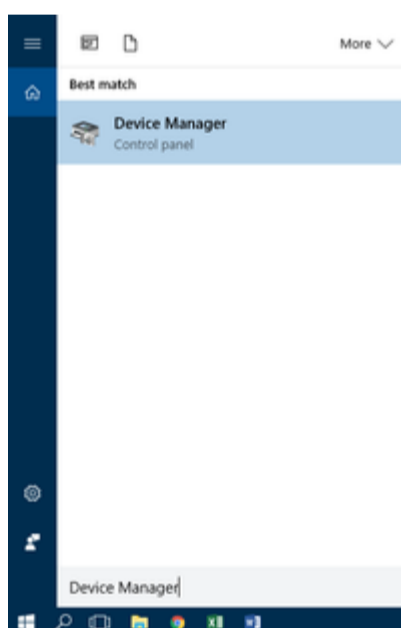 More
Best match
Device Manager
Control panel
Device Manager